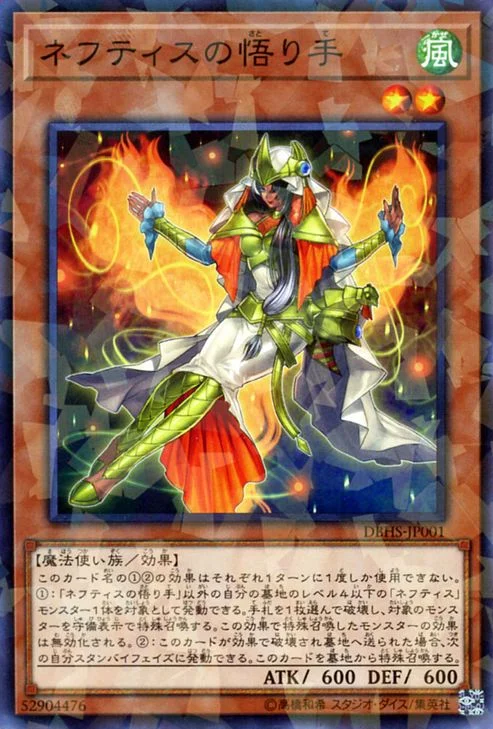 ネフティスの悟り手
風
DBHS-JP001
【魔法使い族／効果】
このカード名の①②の効果はそれぞれ1ターンに1度しか使用できない。
①：「ネフティスの悟り手」以外の自分の墓地のレベル4以下の「ネフティス」
モンスター1体を対象として発動できる。手札を1枚選んで破壊し、対象のモンス
ターを守備表示で特殊召喚する。この効果で特殊召喚したモンスターの効果
は無効化される。②：このカードが効果で破壊され墓地へ送られた場合、次
の自分スタンバイフェイズに発動できる。このカードを墓地から特殊召喚する。
ATK/ 600 DEF/ 600
52904476
©高橋和希 スタジオ・ダイス/集英社